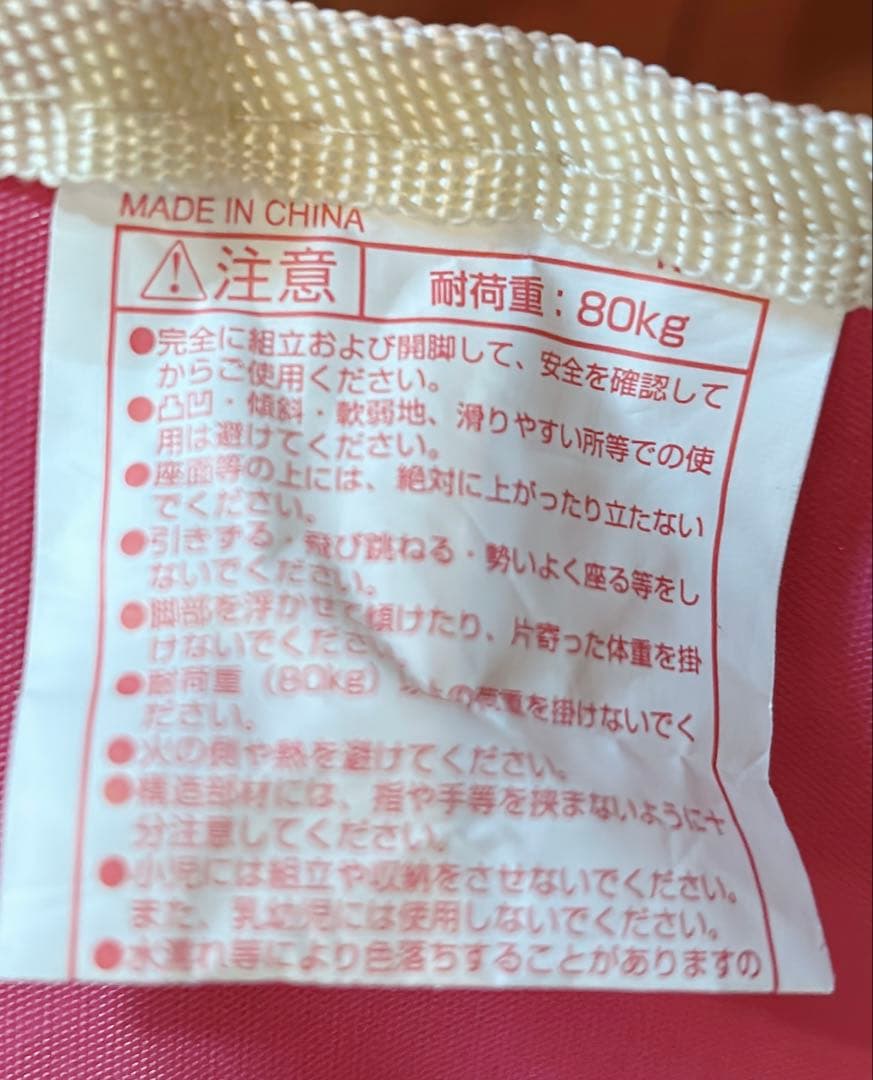 MADE IN CHINA
注意
耐荷重：80kg
●完全に組立および開脚して、安全を確認して
からご使用ください。
●凸凹・傾斜・軟弱地、滑りやすい所等での使
用は避けてください。
●座面等の上には、絶対に上がったり立たない
でください。
●引きずる・飛び跳ねる・勢いよく座る等をし
ないでください。
●脚部を浮かせて傾けたり、片寄った体重を掛
けないでください。
●耐荷重（80kg）以上の荷重を掛けないでく
ださい。
●火の側や熱を避けてください。
●構造部材には、指や手等を挟まないように十
分注意してください。
●小児には組立や収納をさせないでください。
また、乳幼児には使用しないでください。
●水濡れ等により色落ちすることがありますの